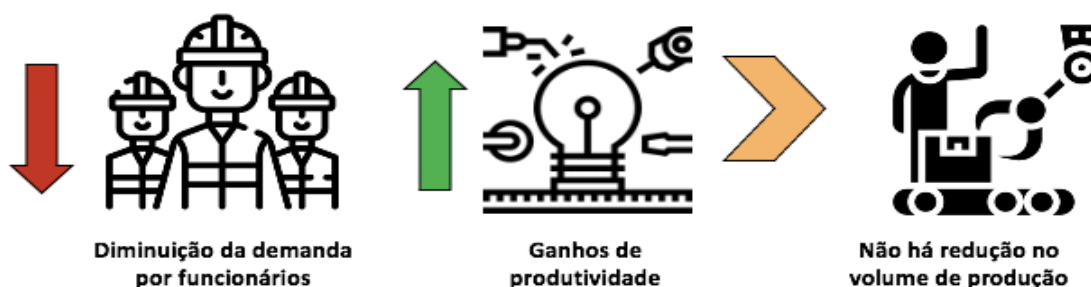 Diminuição da demanda
por funcionários
Ganhos de
produtividade
Não há redução no
volume de produção